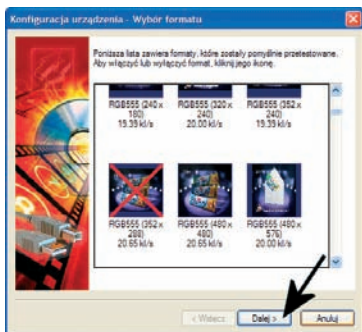 Konfiguracja urządzenia - Wybór formatu
Poniższa lista zawiera formaty, które zostały pomyślnie przetestowane.
Aby włączyć lub wyłączyć format, kliknij jego ikonę.
RGB555 (240 x 180)
19.39 kl/s
RGB555 (320 x 240)
20.00 kl/s
RGB555 (352 x 240)
19.39 kl/s
RGB555 (352 x 288)
20.65 kl/s
RGB555 (480 x 480)
20.65 kl/s
RGB555 (480 x 576)
20.00 kl/s
< Wstecz
Dalej >
Anuluj